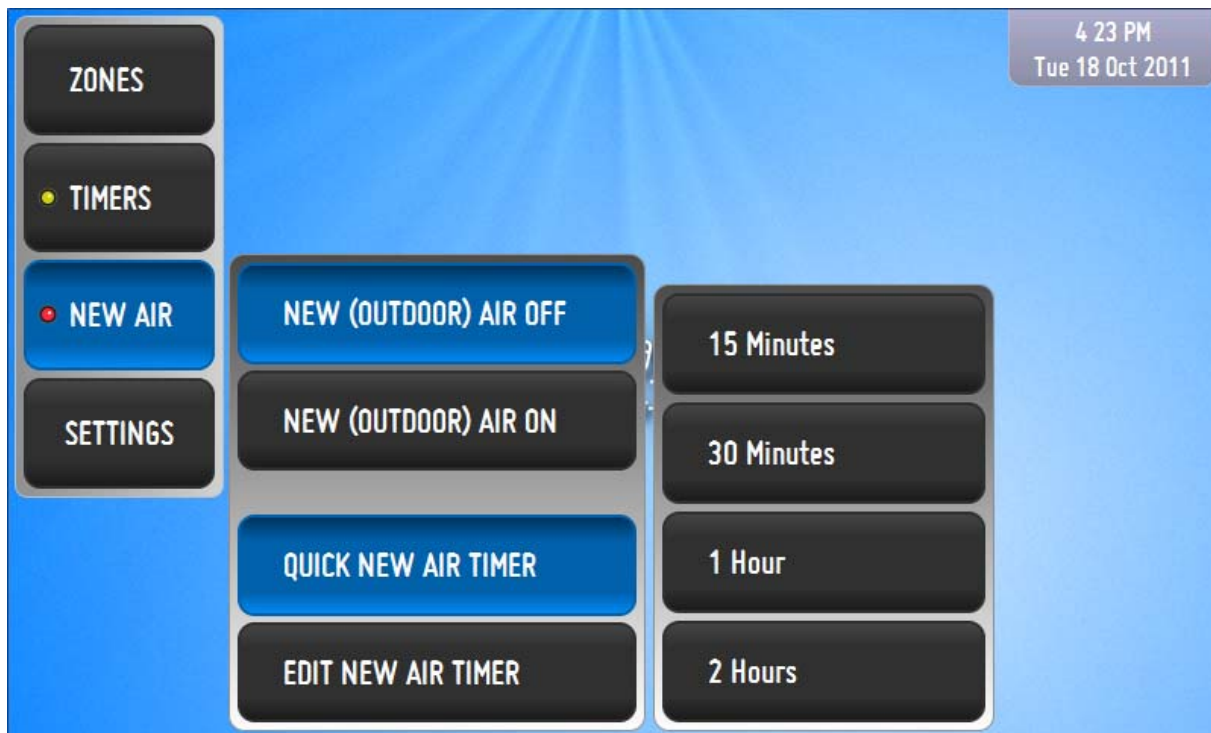 4 23 PM
Tue 18 Oct 2011
ZONES
TIMERS
NEW AIR
SETTINGS
NEW (OUTDOOR) AIR OFF
NEW (OUTDOOR) AIR ON
QUICK NEW AIR TIMER
EDIT NEW AIR TIMER
15 Minutes
30 Minutes
1 Hour
2 Hours